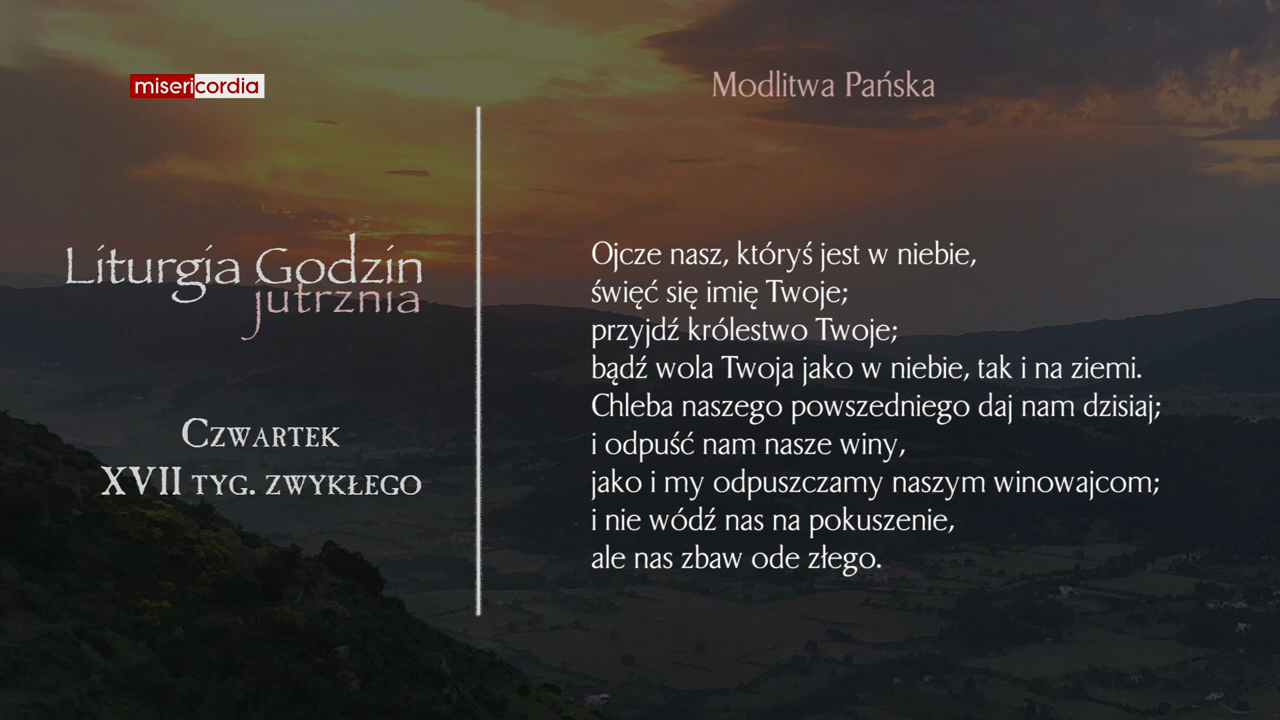 misericordia
Liturgia Godzin
jutrznia
Czwartek
XVII tyg. zwykłego
Modlitwa Pańska
Ojcze nasz, któryś jest w niebie,
święć się imię Twoje;
przyjdź królestwo Twoje;
bądź wola Twoja jako w niebie, tak i na ziemi.
Chleba naszego powszedniego daj nam dzisiaj;
i odpuść nam nasze winy,
jako i my odpuszczamy naszym winowajcom;
i nie wódź nas na pokuszenie,
ale nas zbaw ode złego.